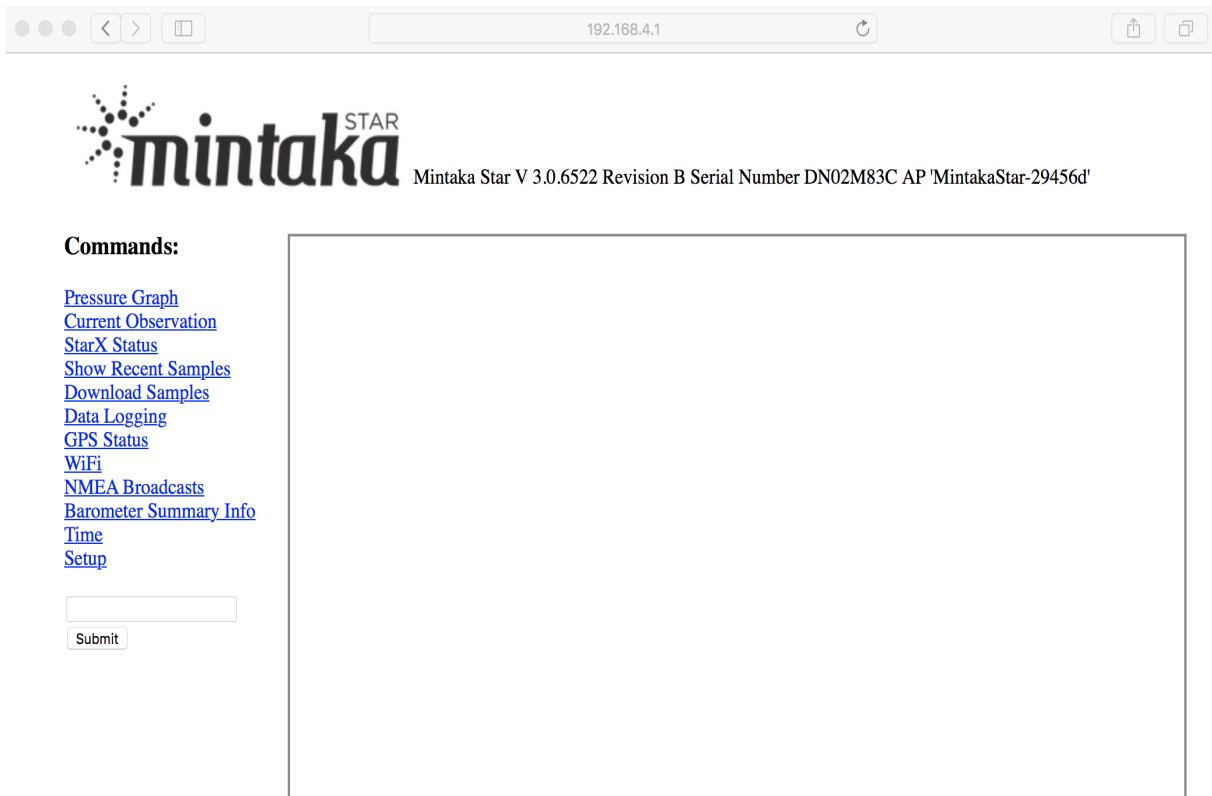 192.168.4.1
STAR
mintaka
Mintaka Star V 3.0.6522 Revision B Serial Number DN02M83C AP 'MintakaStar-29456d'
Commands:
Pressure Graph
Current Observation
StarX Status
Show Recent Samples
Download Samples
Data Logging
GPS Status
WiFi
NMEA Broadcasts
Barometer Summary Info
Time
Setup
Submit